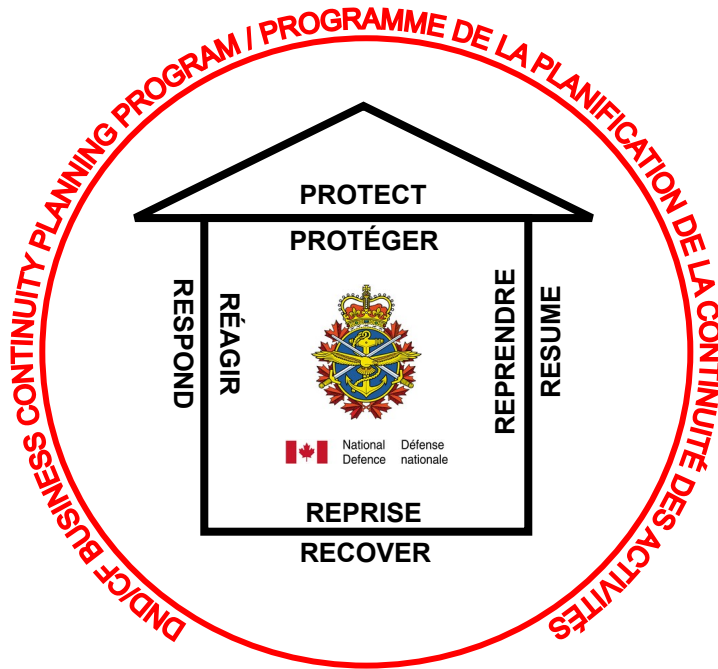 DND/CF BUSINESS CONTINUITY PLANNING PROGRAM / PROGRAMME DE LA PLANIFICATION DE LA CONTINUITÉ DES ACTIVITÉS
PROTECT
PROTÉGER
RESPOND
RÉAGIR
REPRENDRE
RESUME
National Défense
Defence nationale
REPRISE
RECOVER